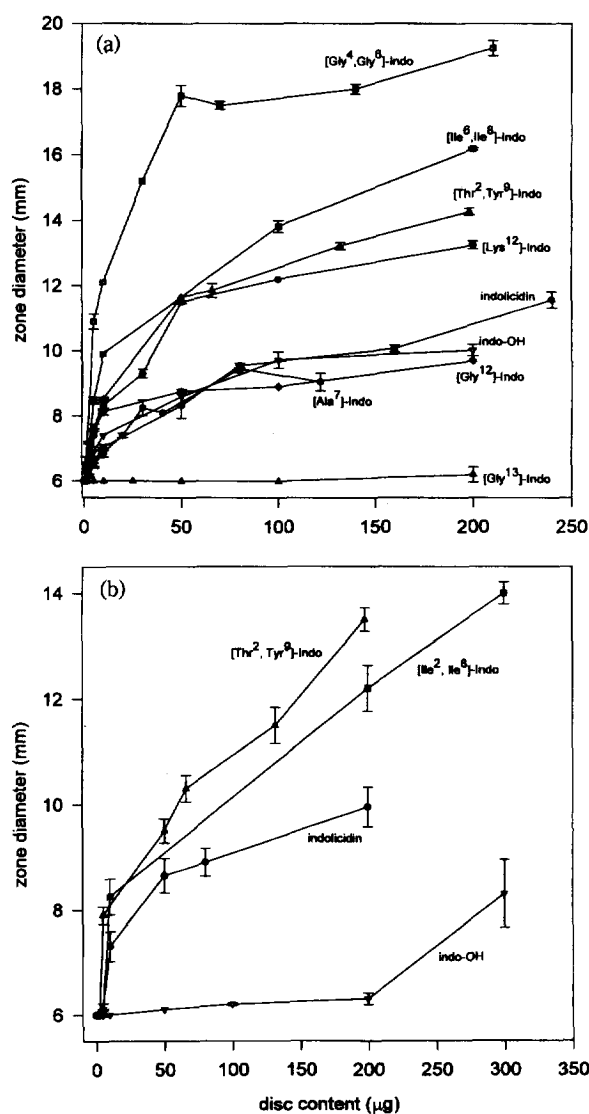 (a)
20
18
16
14
12
10
8
6
zone diameter (mm)
[Gly⁴,Gly⁶]-Indo
[Ile⁶,Ile⁸]-Indo
[Thr²,Tyr⁹]-Indo
[Lys¹²]-Indo
indolicidin
indo-OH
[Gly¹²]-Indo
[Ala⁷]-Indo
[Gly¹³]-Indo
0 50 100 150 200 250
(b)
14
12
10
8
6
zone diameter (mm)
[Thr², Tyr⁹]-Indo
[Ile², Ile⁸]-Indo
indolicidin
indo-OH
0 50 100 150 200 250 300 350
disc content (µg)